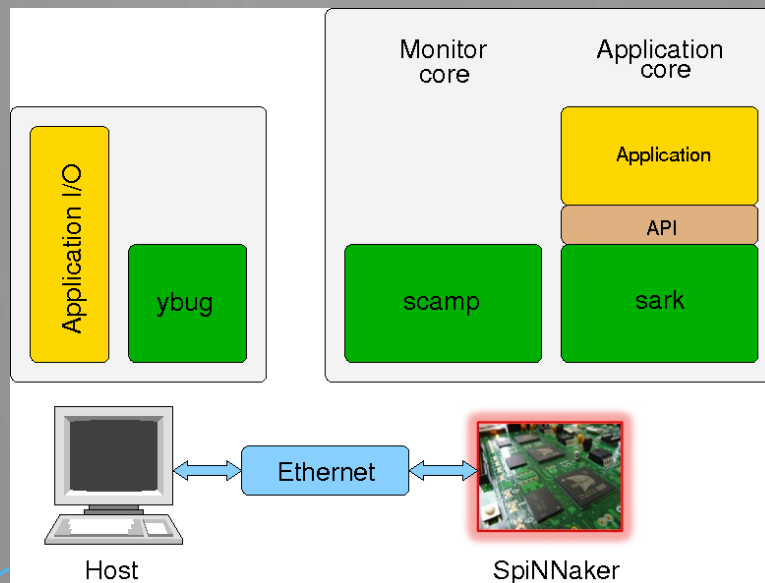 Monitor
core
Application
core
Application I/O
ybug
scamp
Application
API
sark
Ethernet
Host
SpiNNaker